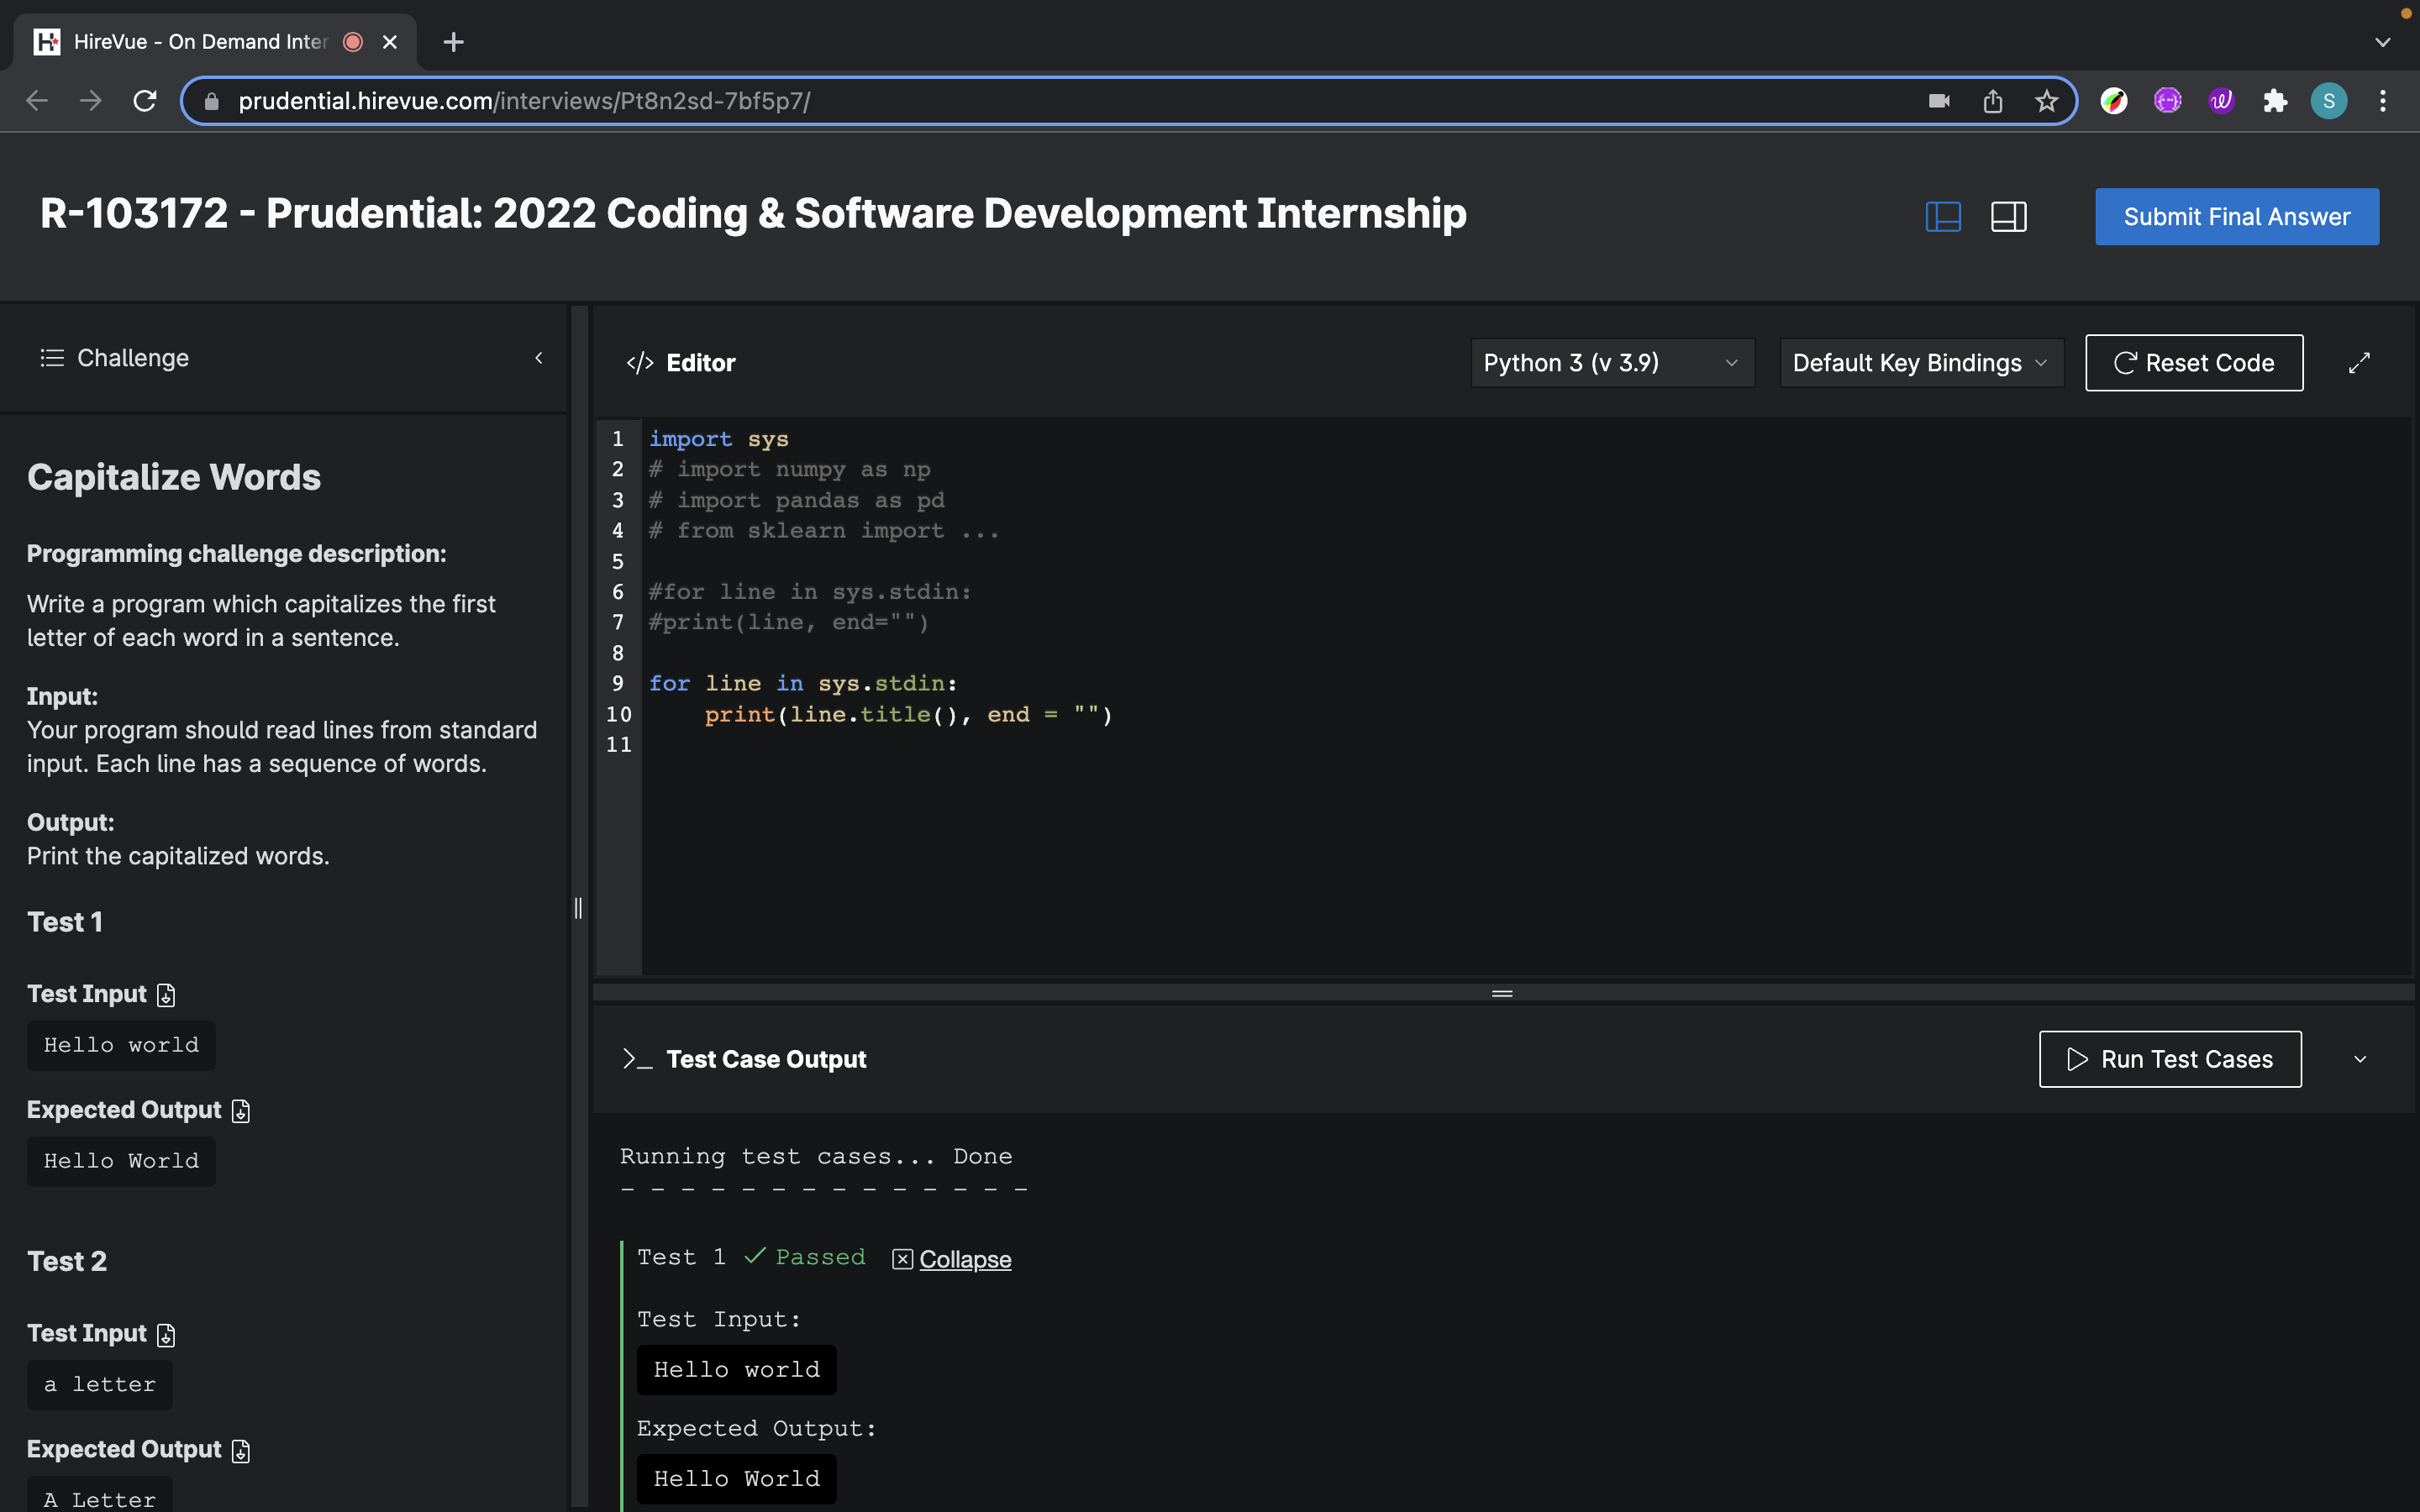 HireVue - On Demand Inter
prudential.hirevue.com/interviews/Pt8n2sd-7bf5p7/
S
R-103172 - Prudential: 2022 Coding & Software Development Internship
Submit Final Answer
Challenge
Capitalize Words
Programming challenge description:
Write a program which capitalizes the first
letter of each word in a sentence.
Input:
Your program should read lines from standard
input. Each line has a sequence of words.
Output:
Print the capitalized words.
Test 1
Test Input
Hello world
Expected Output
Hello World
Test 2
Test Input
a letter
Expected Output
A Letter
</> Editor
Python 3 (v 3.9)
Default Key Bindings
Reset Code
1 import sys
2 # import numpy as np
3 # import pandas as pd
4 # from sklearn import ...
5
6 #for line in sys.stdin:
7 #print(line, end="")
8
9 for line in sys.stdin:
10     print(line.title(), end = "")
11
>_ Test Case Output
Run Test Cases
Running test cases... Done
- - - - - - - - - - - - - -
Test 1 ✓ Passed Collapse
Test Input:
Hello world
Expected Output:
Hello World